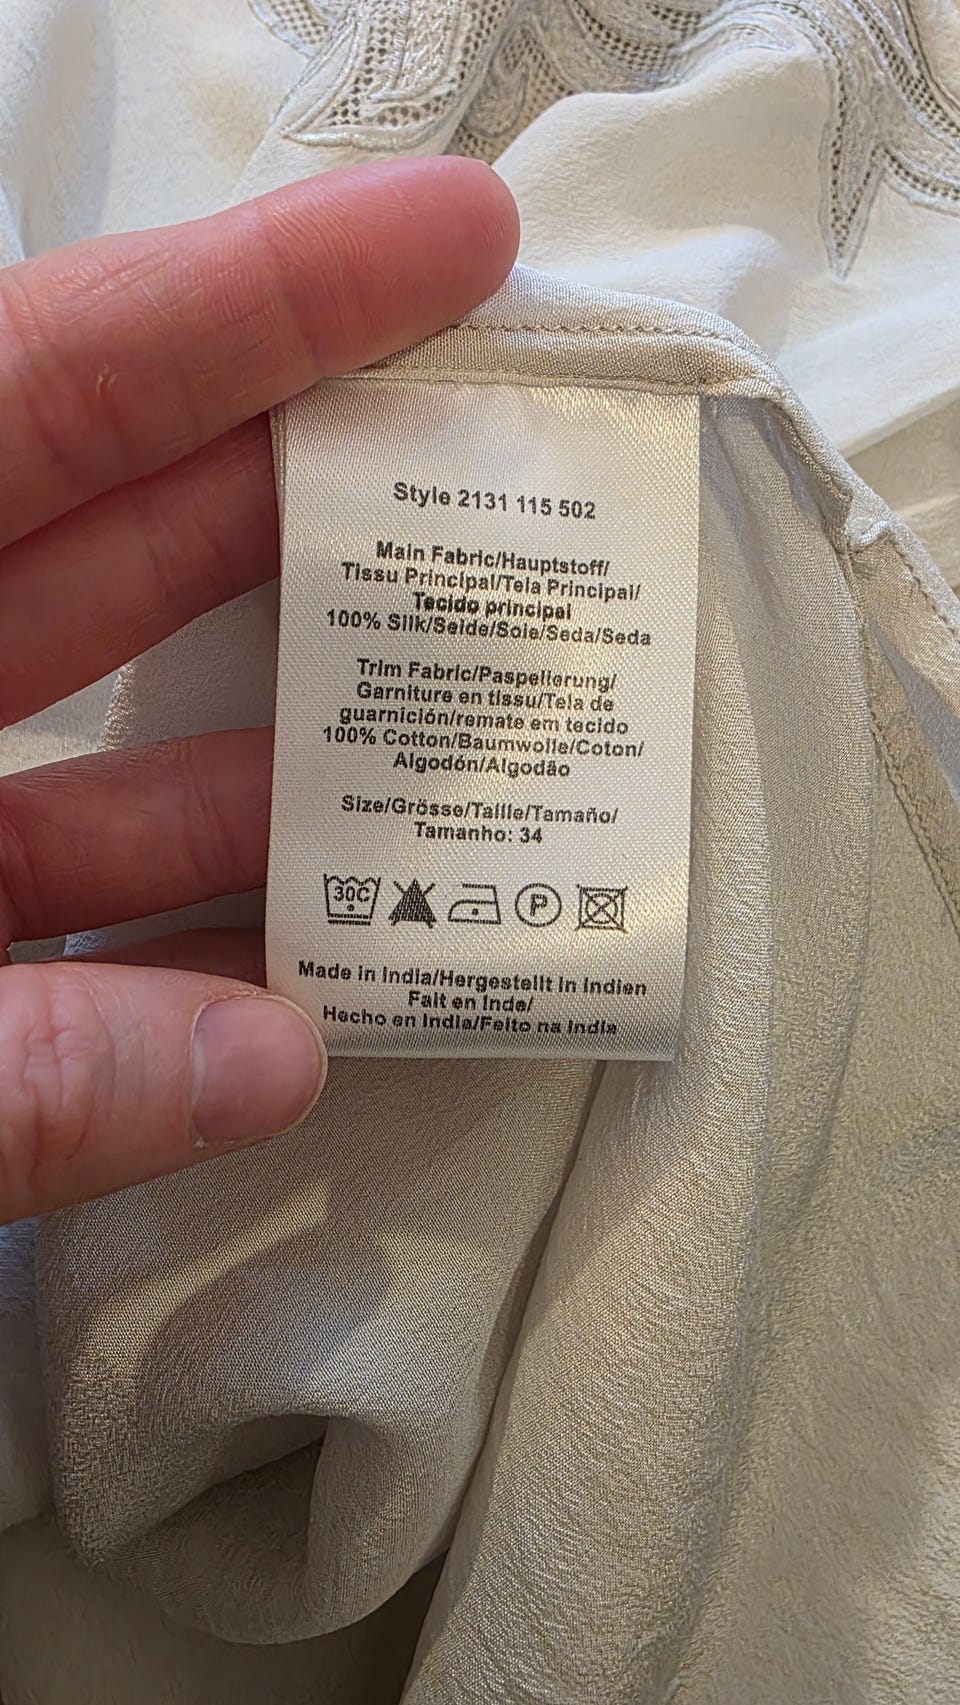 Style 2131 115 502
Main Fabric/Hauptstoff/
Tissu Principal/Tela Principal/
Tecido principal
100% Silk/Seide/Soie/Seda/Seda
Trim Fabric/Paspelierung/
Garniture en tissu/Tela de
guarnición/remate em tecido
100% Cotton/Baumwolle/Coton/
Algodón/Algodão
Size/Grösse/Taille/Tamaño/
Tamanho: 34
30C P
Made in India/Hergestellt in Indien
Fait en Inde/
Hecho en India/Feito na India